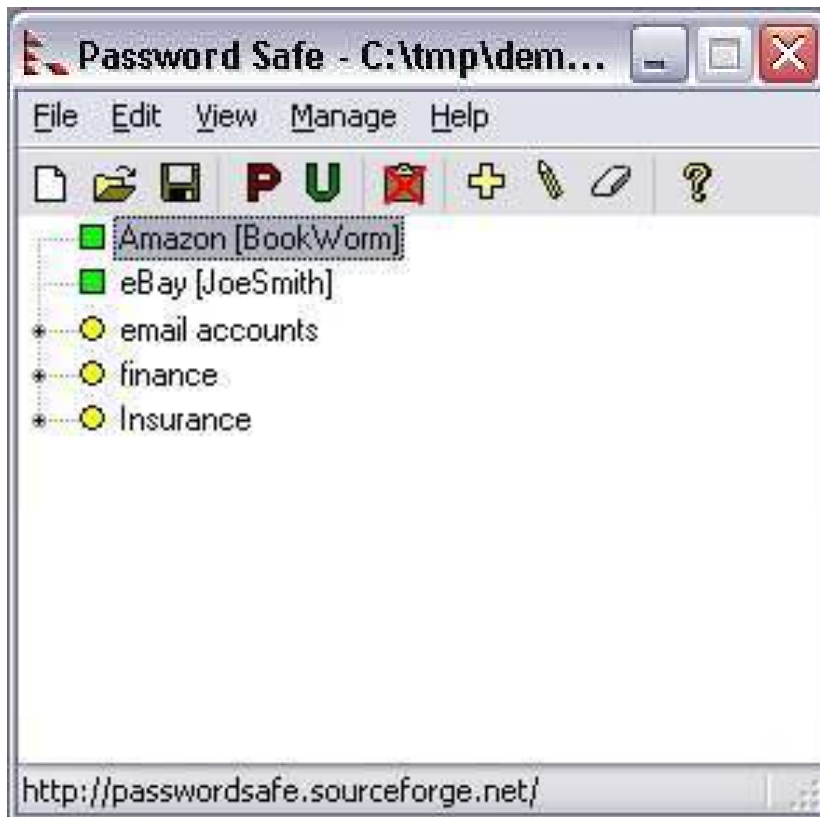 Password Safe - C:\tmp\dem...
File Edit View Manage Help
P U ?
Amazon [BookWorm]
eBay [JoeSmith]
email accounts
finance
Insurance
http://passwordsafe.sourceforge.net/